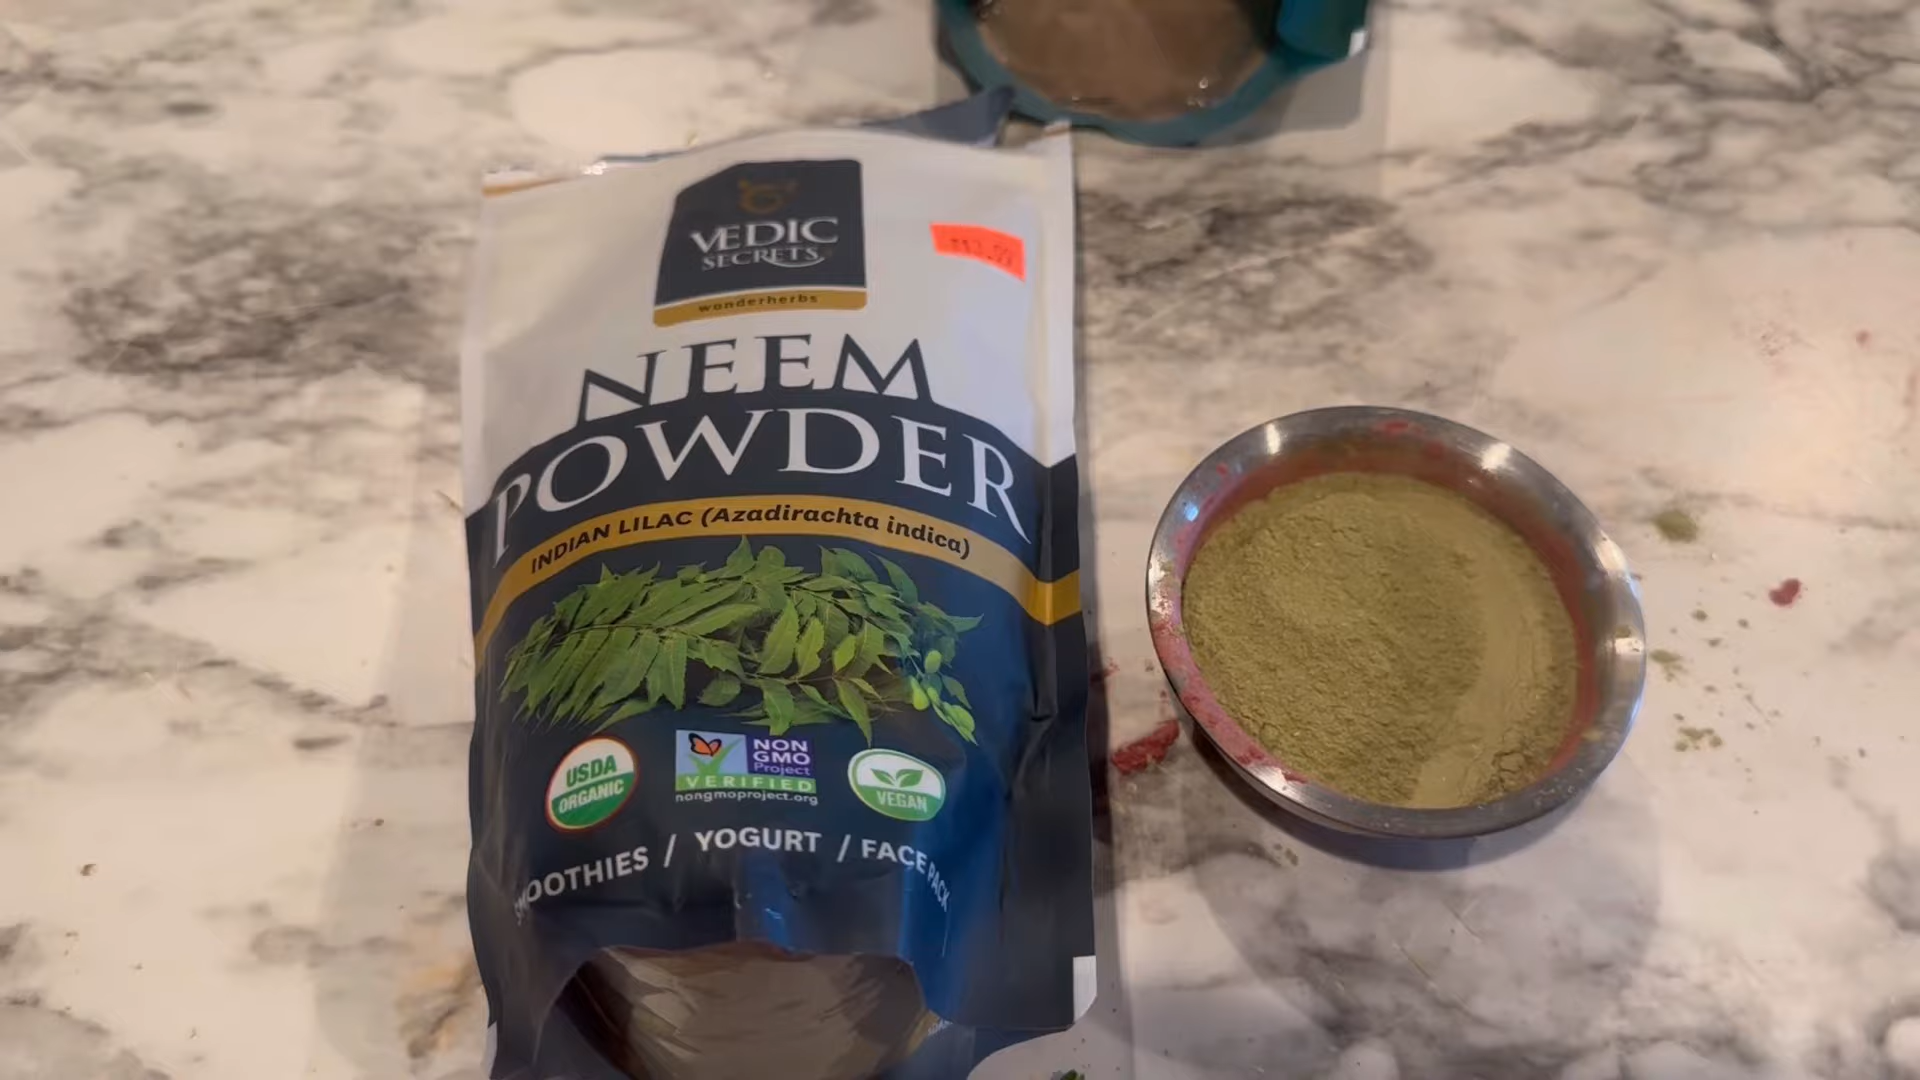 VEDIC
SECRETS
wonderherbs
NEEM
POWDER
INDIAN LILAC (Azadirachta indica)
USDA
ORGANIC
NON
GMO
Project
VERIFIED
nongmoproject.org
VEGAN
SMOOTHIES / YOGURT / FACE PACK